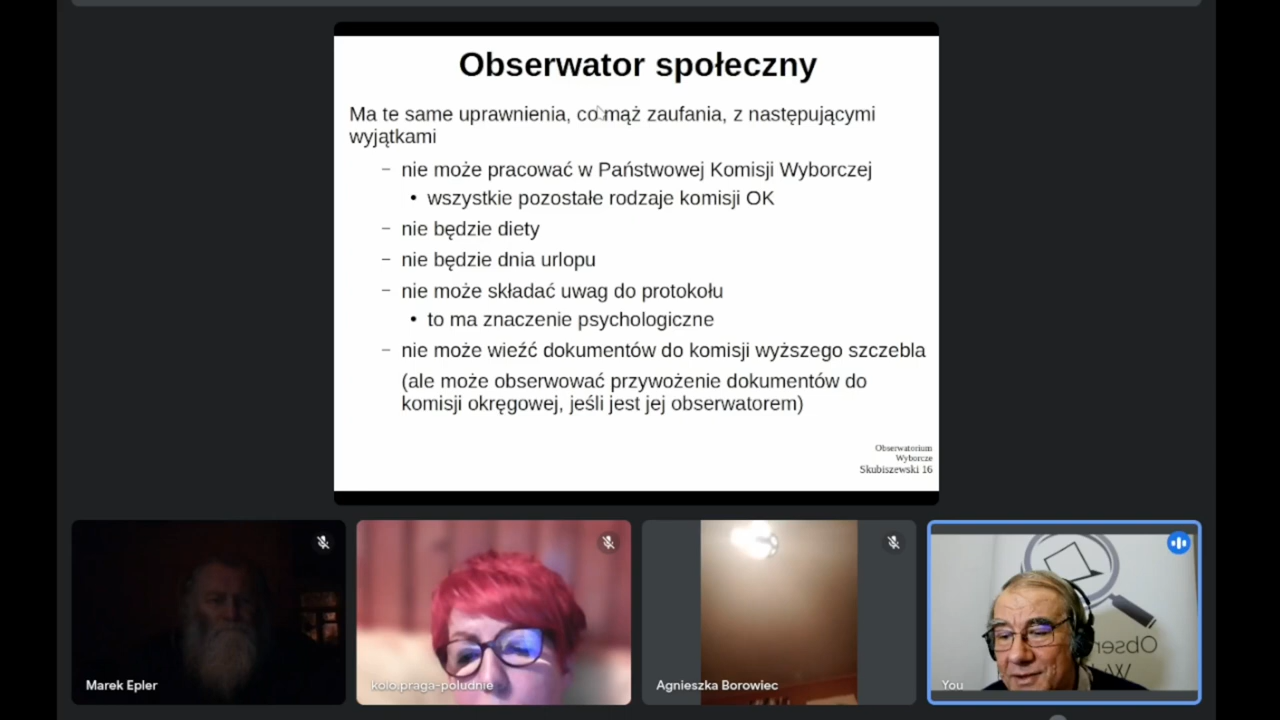 Obserwator społeczny
Ma te same uprawnienia, co mąż zaufania, z następującymi
wyjątkami
– nie może pracować w Państwowej Komisji Wyborczej
• wszystkie pozostałe rodzaje komisji OK
– nie będzie diety
– nie będzie dnia urlopu
– nie może składać uwag do protokołu
• to ma znaczenie psychologiczne
– nie może wieźć dokumentów do komisji wyższego szczebla
(ale może obserwować przywożenie dokumentów do
komisji okręgowej, jeśli jest jej obserwatorem)
Obserwatorium
Wyborcze
Skubiszewski 16
Marek Epler
kolo.praga-poludnie
Agnieszka Borowiec
You